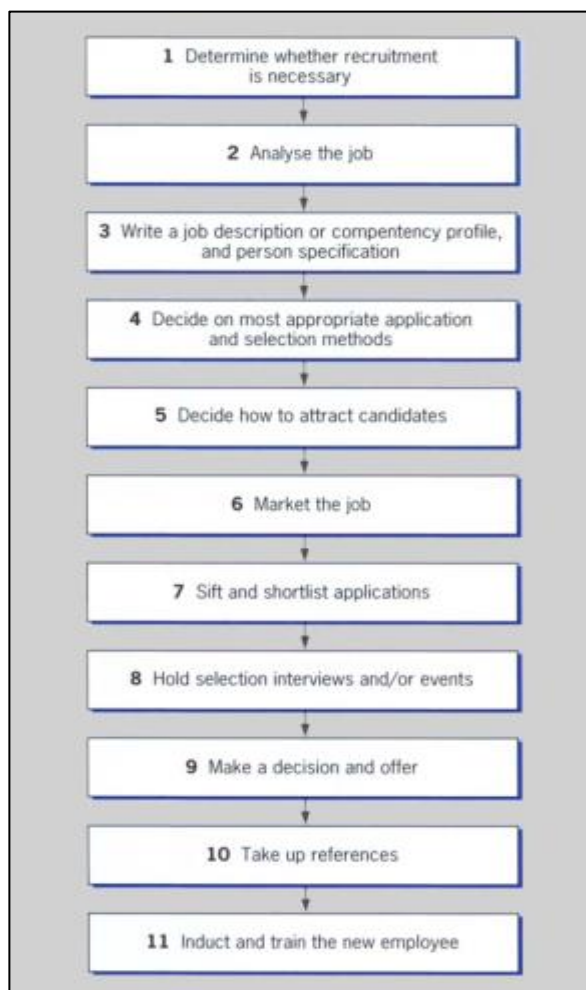 1 Determine whether recruitment
is necessary
2 Analyse the job
3 Write a job description or compentency profile,
and person specification
4 Decide on most appropriate application
and selection methods
5 Decide how to attract candidates
6 Market the job
7 Sift and shortlist applications
8 Hold selection interviews and/or events
9 Make a decision and offer
10 Take up references
11 Induct and train the new employee